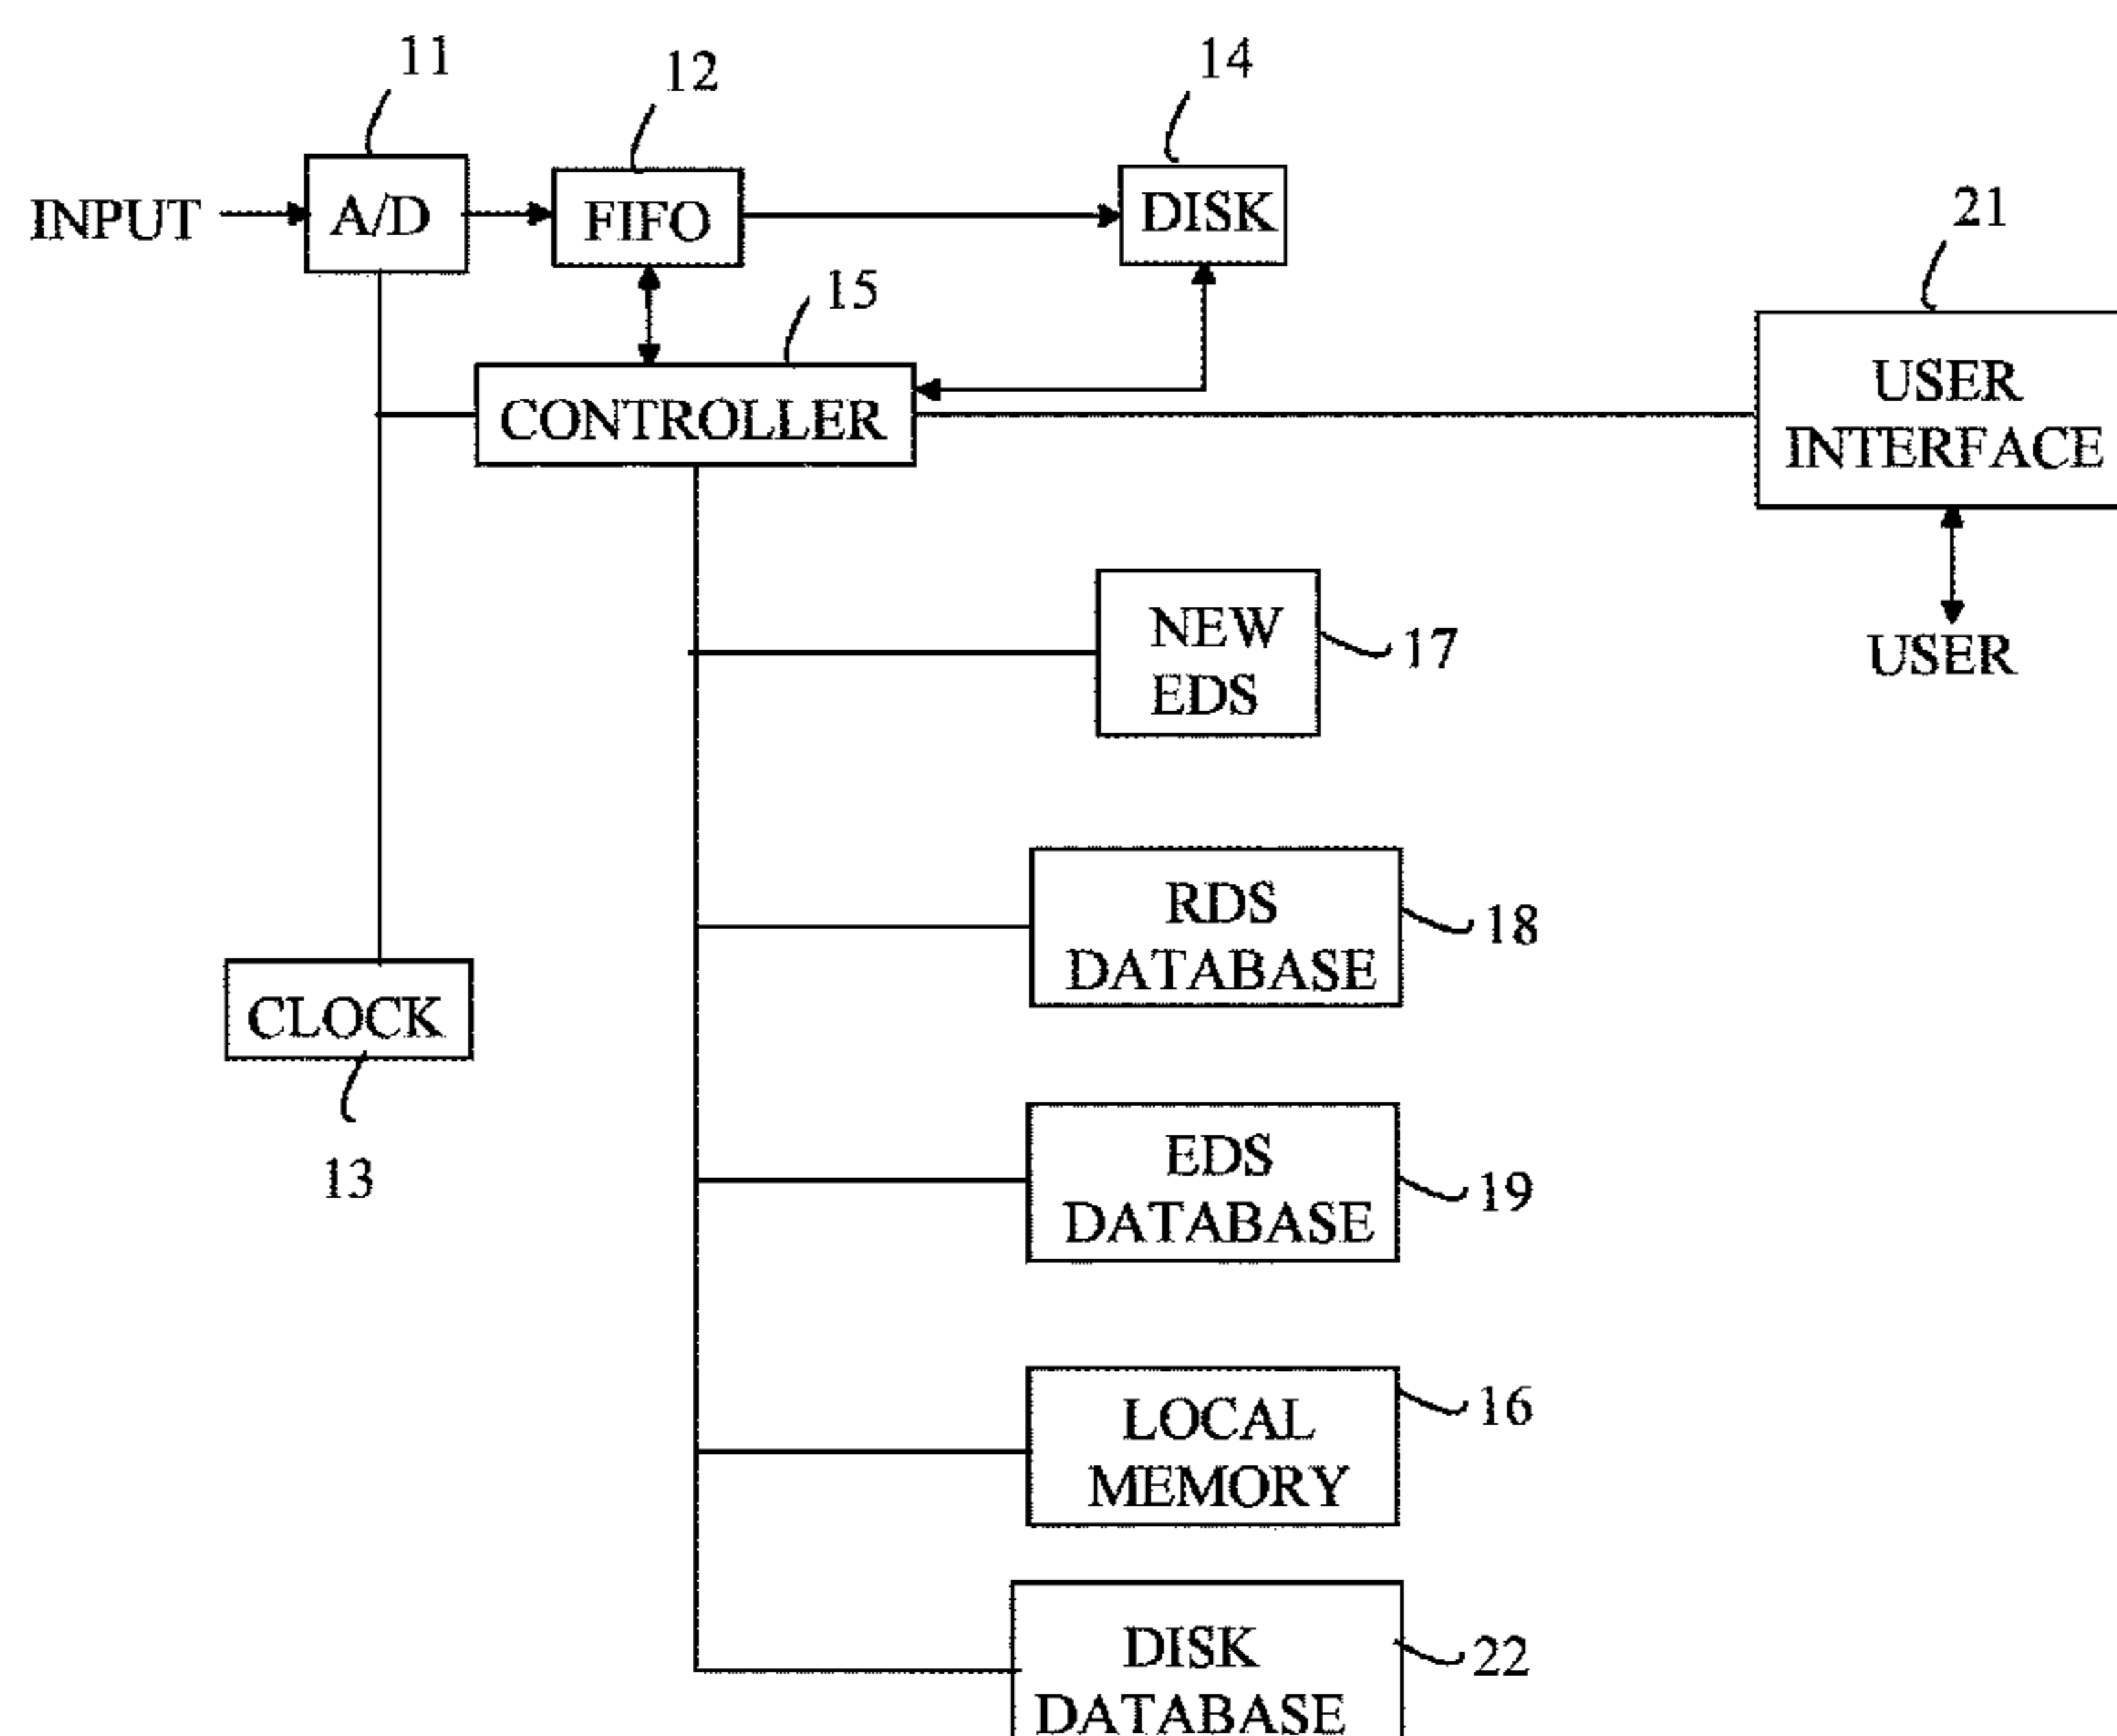 11
12
14
INPUT
A/D
FIFO
DISK
21
15
USER
INTERFACE
CONTROLLER
NEW
EDS
17
USER
RDS
DATABASE
18
CLOCK
13
EDS
DATABASE
19
LOCAL
MEMORY
16
DISK
DATABASE
22